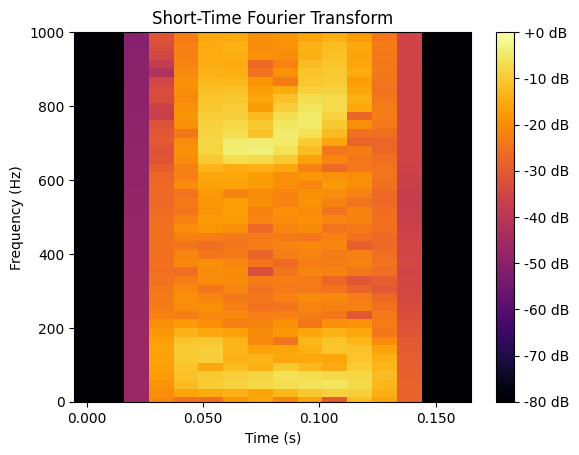 Short-Time Fourier Transform
Frequency (Hz)
1000
800
600
400
200
0
0.000
0.050
0.100
0.150
Time (s)
+0 dB
-10 dB
-20 dB
-30 dB
-40 dB
-50 dB
-60 dB
-70 dB
-80 dB